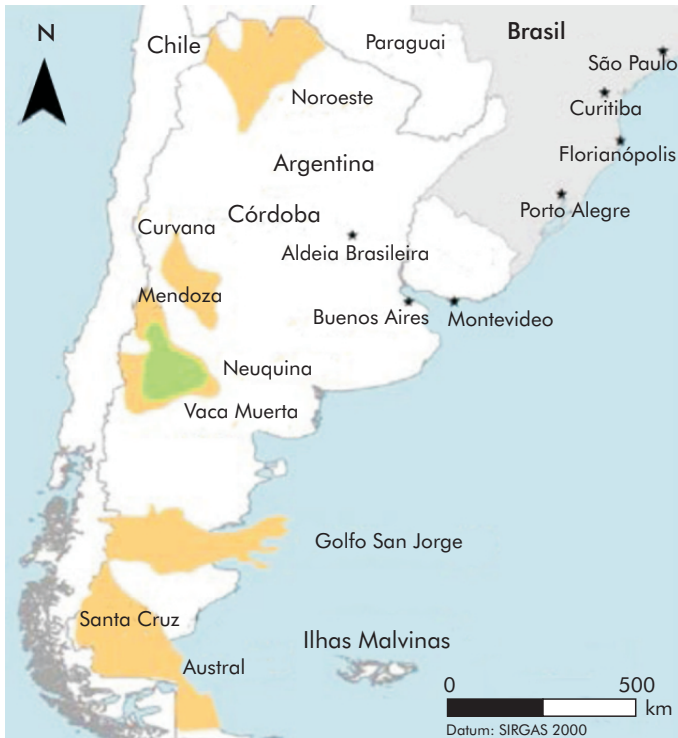 N
Chile
Paraguai
Brasil
São Paulo
Noroeste
Curitiba
Florianópolis
Argentina
Porto Alegre
Córdoba
Curvana
Aldeia Brasileira
Mendoza
Buenos Aires
Montevideo
Neuquina
Vaca Muerta
Golfo San Jorge
Santa Cruz
Ilhas Malvinas
Austral
0 500
km
Datum: SIRGAS 2000